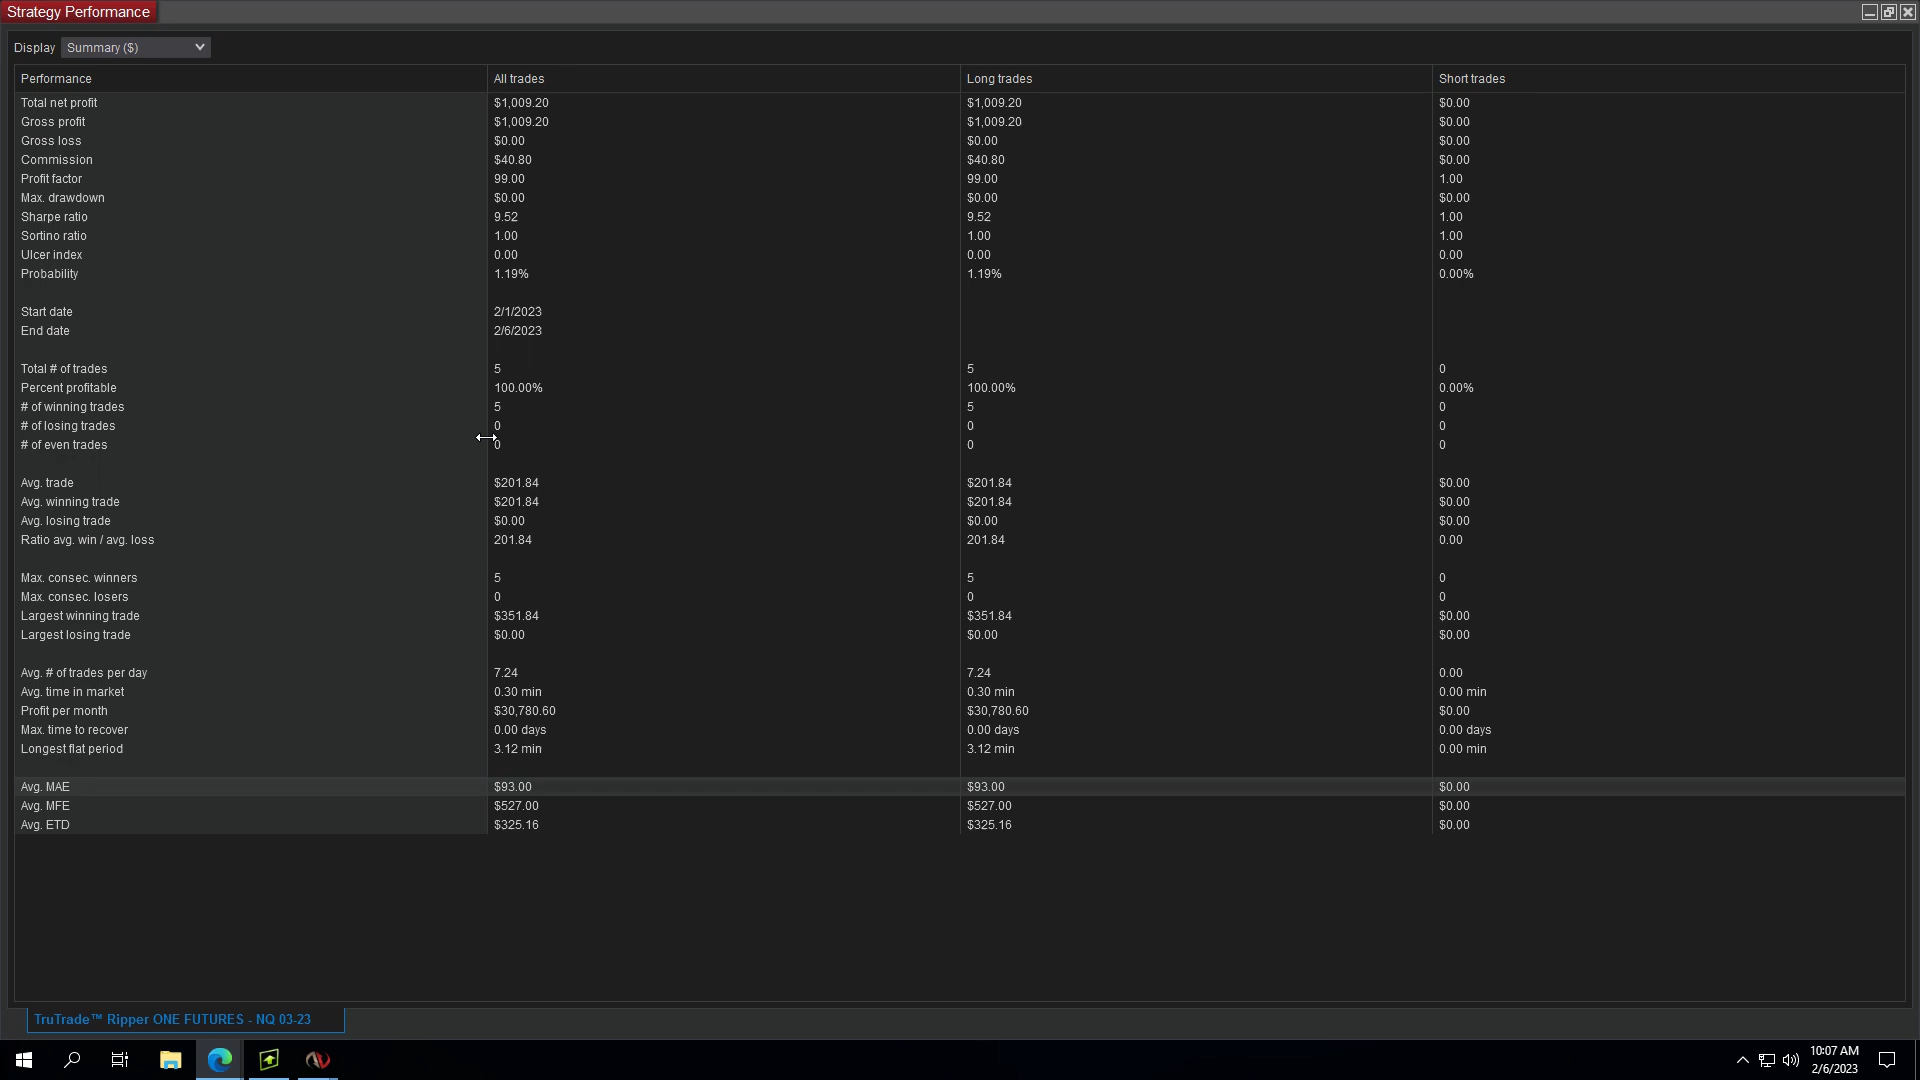 Strategy Performance
Display Summary ($)
Performance All trades Long trades Short trades
Total net profit $1,009.20 $1,009.20 $0.00
Gross profit $1,009.20 $1,009.20 $0.00
Gross loss $0.00 $0.00 $0.00
Commission $40.80 $40.80 $0.00
Profit factor 99.00 99.00 1.00
Max. drawdown $0.00 $0.00 $0.00
Sharpe ratio 9.52 9.52 1.00
Sortino ratio 1.00 1.00 1.00
Ulcer index 0.00 0.00 0.00
Probability 1.19% 1.19% 0.00%
Start date 2/1/2023
End date 2/6/2023
Total # of trades 5 5 0
Percent profitable 100.00% 100.00% 0.00%
# of winning trades 5 5 0
# of losing trades 0 0 0
# of even trades 0 0 0
Avg. trade $201.84 $201.84 $0.00
Avg. winning trade $201.84 $201.84 $0.00
Avg. losing trade $0.00 $0.00 $0.00
Ratio avg. win / avg. loss 201.84 201.84 0.00
Max. consec. winners 5 5 0
Max. consec. losers 0 0 0
Largest winning trade $351.84 $351.84 $0.00
Largest losing trade $0.00 $0.00 $0.00
Avg. # of trades per day 7.24 7.24 0.00
Avg. time in market 0.30 min 0.30 min 0.00 min
Profit per month $30,780.60 $30,780.60 $0.00
Max. time to recover 0.00 days 0.00 days 0.00 days
Longest flat period 3.12 min 3.12 min 0.00 min
Avg. MAE $93.00 $93.00 $0.00
Avg. MFE $527.00 $527.00 $0.00
Avg. ETD $325.16 $325.16 $0.00
TruTrade™ Ripper ONE FUTURES - NQ 03-23
10:07 AM
2/6/2023